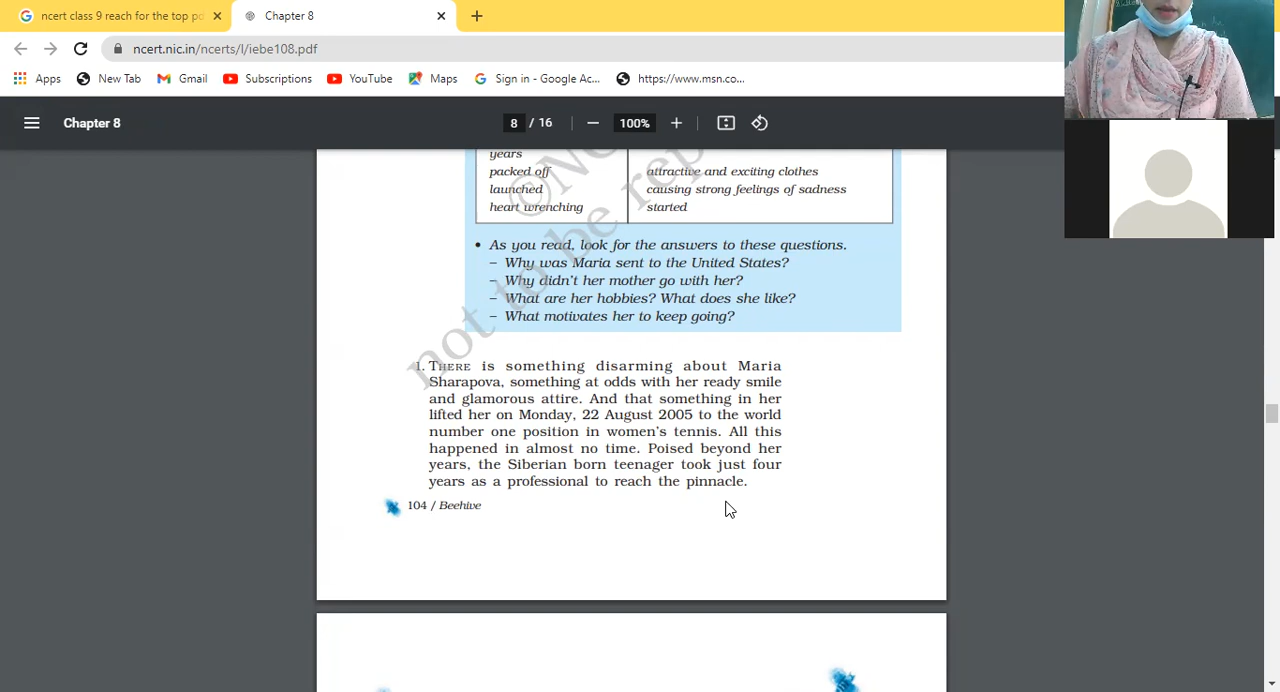 ncert class 9 reach for the top po
Chapter 8
ncert.nic.in/ncerts/l/iebe108.pdf
Apps
New Tab
Gmail
Subscriptions
YouTube
Maps
Sign in - Google Ac...
https://www.msn.co...
Chapter 8
8 / 16
100%
years
packed off
attractive and exciting clothes
launched
causing strong feelings of sadness
heart wrenching
started
• As you read, look for the answers to these questions.
– Why was Maria sent to the United States?
– Why didn't her mother go with her?
– What are her hobbies? What does she like?
– What motivates her to keep going?
1. THERE is something disarming about Maria
Sharapova, something at odds with her ready smile
and glamorous attire. And that something in her
lifted her on Monday, 22 August 2005 to the world
number one position in women's tennis. All this
happened in almost no time. Poised beyond her
years, the Siberian born teenager took just four
years as a professional to reach the pinnacle.
104 / Beehive
not to be rep